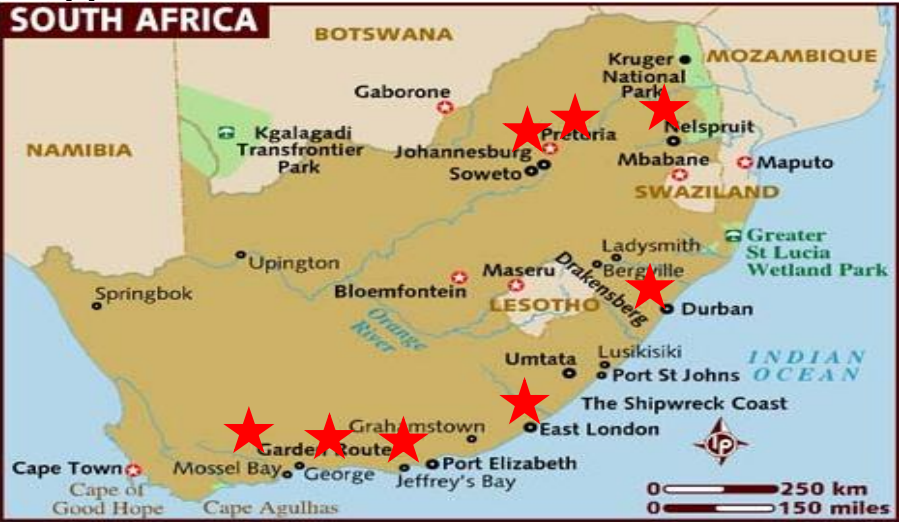 SOUTH AFRICA
BOTSWANA
MOZAMBIQUE
Kruger
National
Park
Gaborone
Kgalagadi
Transfrontier
Park
NAMIBIA
Pretoria
Nelspruit
Johannesburg
Soweto
Mbabane
Maputo
SWAZILAND
Greater
St Lucia
Wetland Park
Ladysmith
Bergville
Drakensberg
Upington
Maseru
Bloemfontein
LESOTHO
Springbok
Durban
Orange
River
Umtata
Lusikisiki
Port St Johns
INDIAN
OCEAN
The Shipwreck Coast
Grahamstown
East London
Garden Route
Cape Town
Mossel Bay
George
Port Elizabeth
Jeffrey's Bay
Cape of
Good Hope
Cape Agulhas
LP
0 250 km
0 150 miles